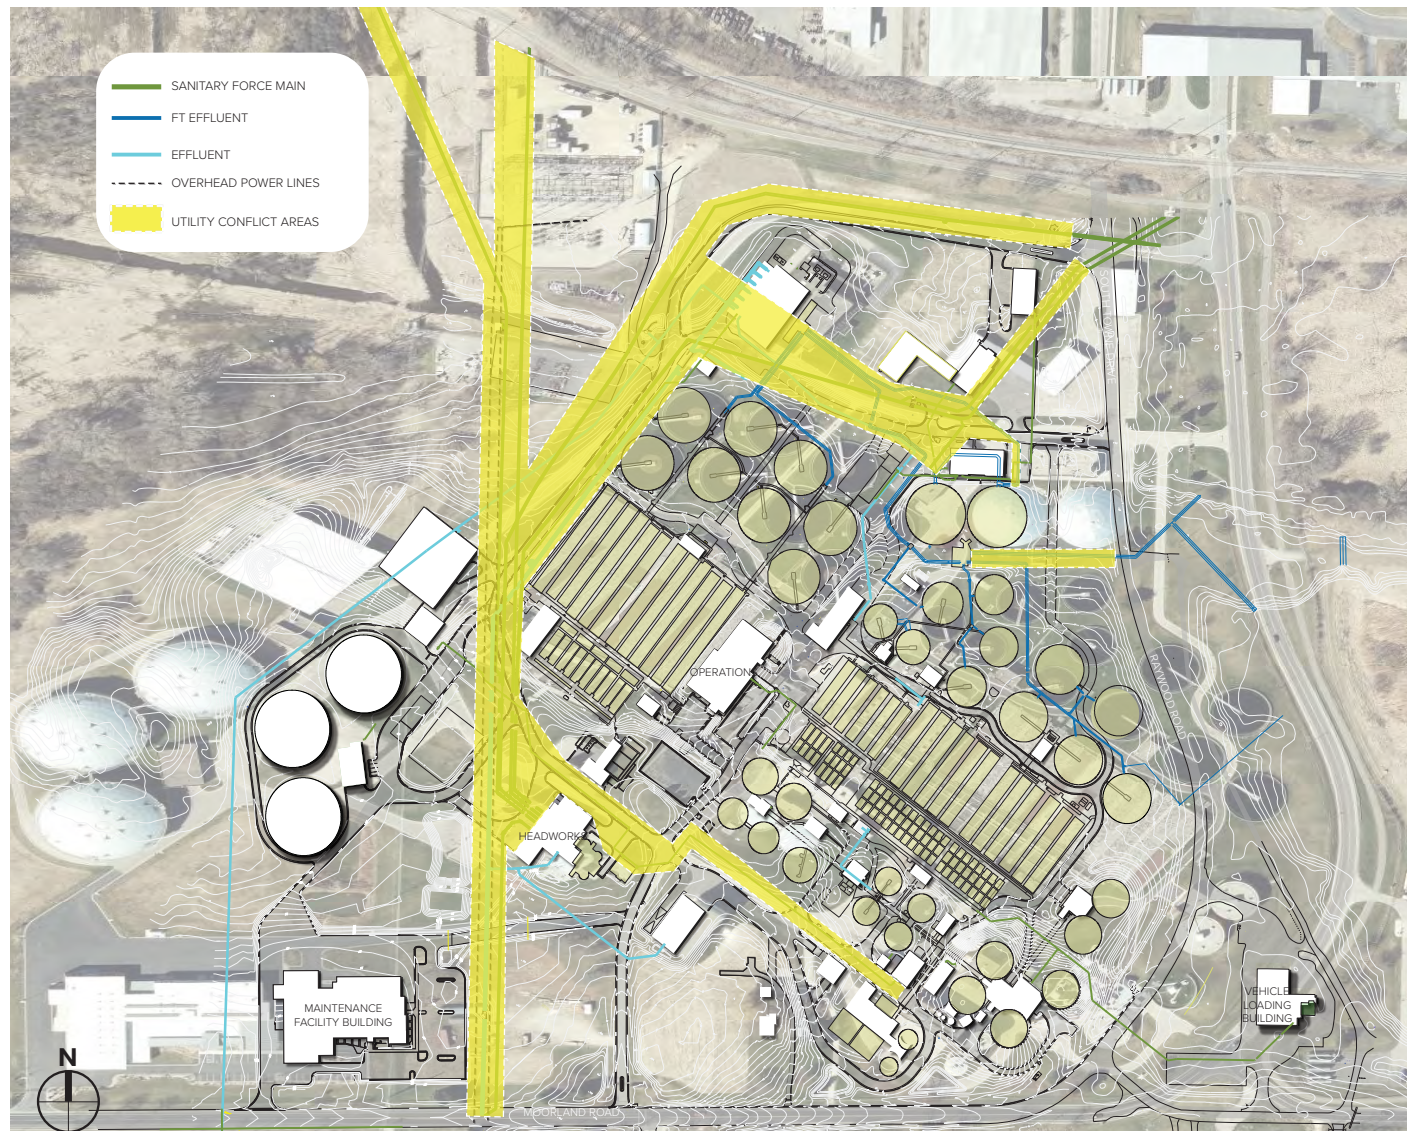 SANITARY FORCE MAIN
FT EFFLUENT
EFFLUENT
OVERHEAD POWER LINES
UTILITY CONFLICT AREAS
OPERATION
RAYWOOD ROAD
HEADWORKS
MAINTENANCE
FACILITY BUILDING
VEHICLE
LOADING
BUILDING
N
MOORLAND ROAD